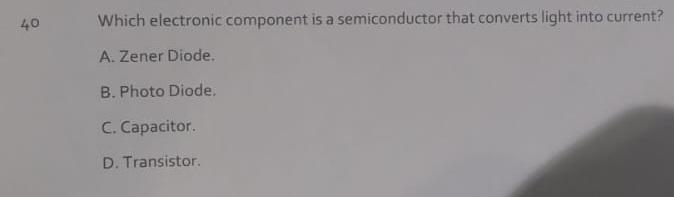 40 Which electronic component is a semiconductor that converts light into current?
A. Zener Diode.
B. Photo Diode.
C. Capacitor.
D. Transistor.